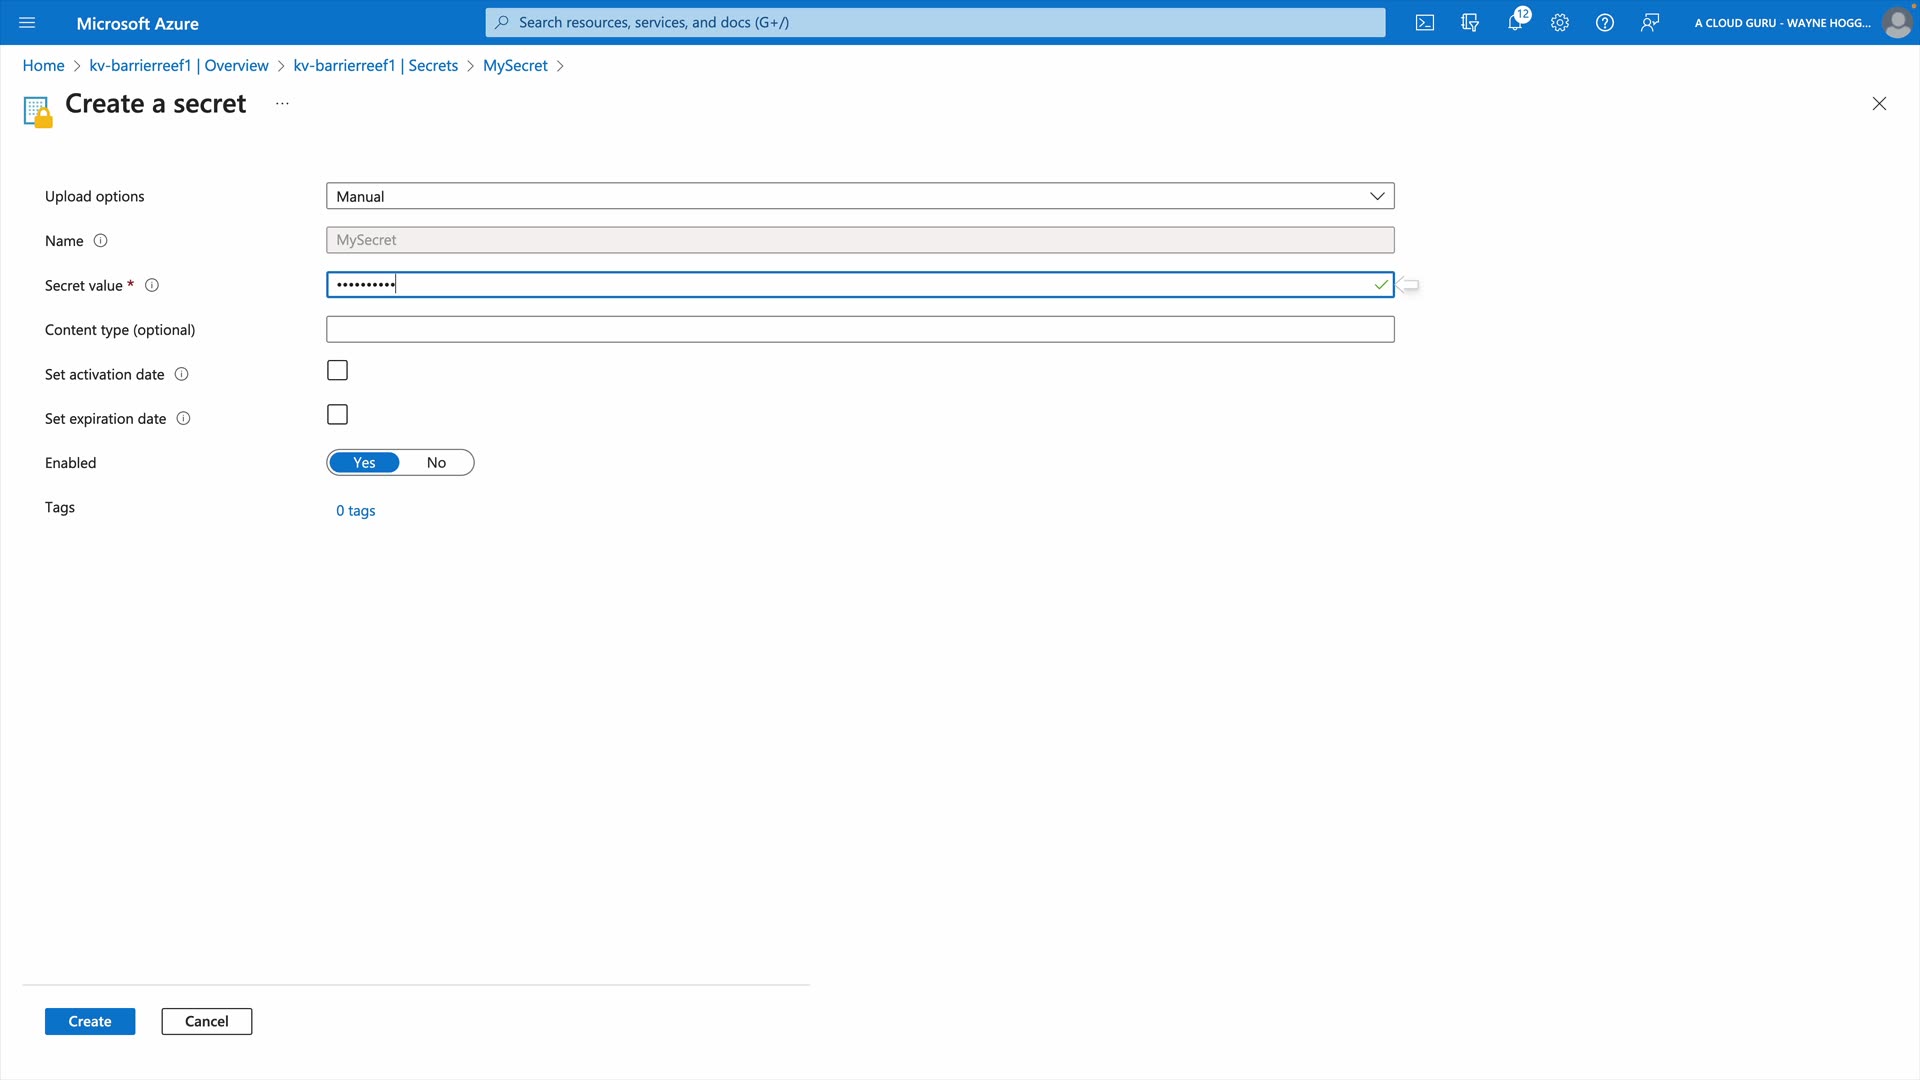 Microsoft Azure
Search resources, services, and docs (G+/)
12
A CLOUD GURU - WAYNE HOGG...
Home > kv-barrierreef1 | Overview > kv-barrierreef1 | Secrets > MySecret >
Create a secret ...
Upload options
Manual
Name
MySecret
Secret value *
••••••••••
Content type (optional)
Set activation date
Set expiration date
Enabled
Yes No
Tags
0 tags
Create
Cancel